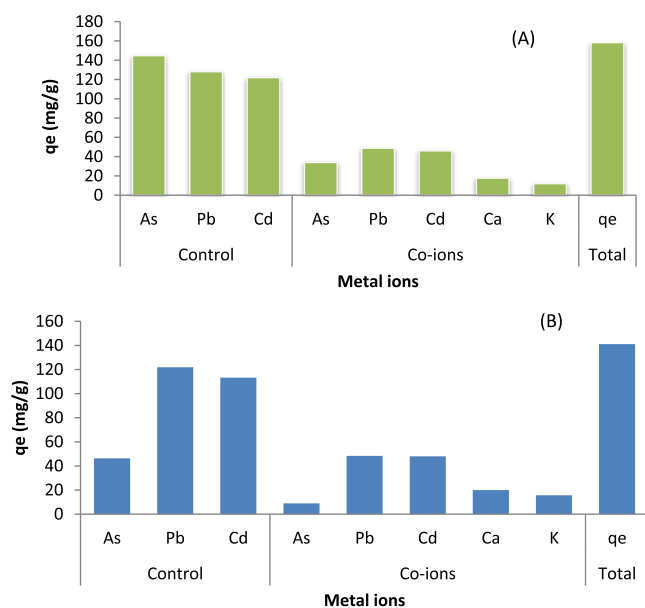 (A)
qe (mg/g)
180
160
140
120
100
80
60
40
20
0
As Pb Cd As Pb Cd Ca K qe
Control Co-ions Total
Metal ions
(B)
qe (mg/g)
160
140
120
100
80
60
40
20
0
As Pb Cd As Pb Cd Ca K qe
Control Co-ions Total
Metal ions